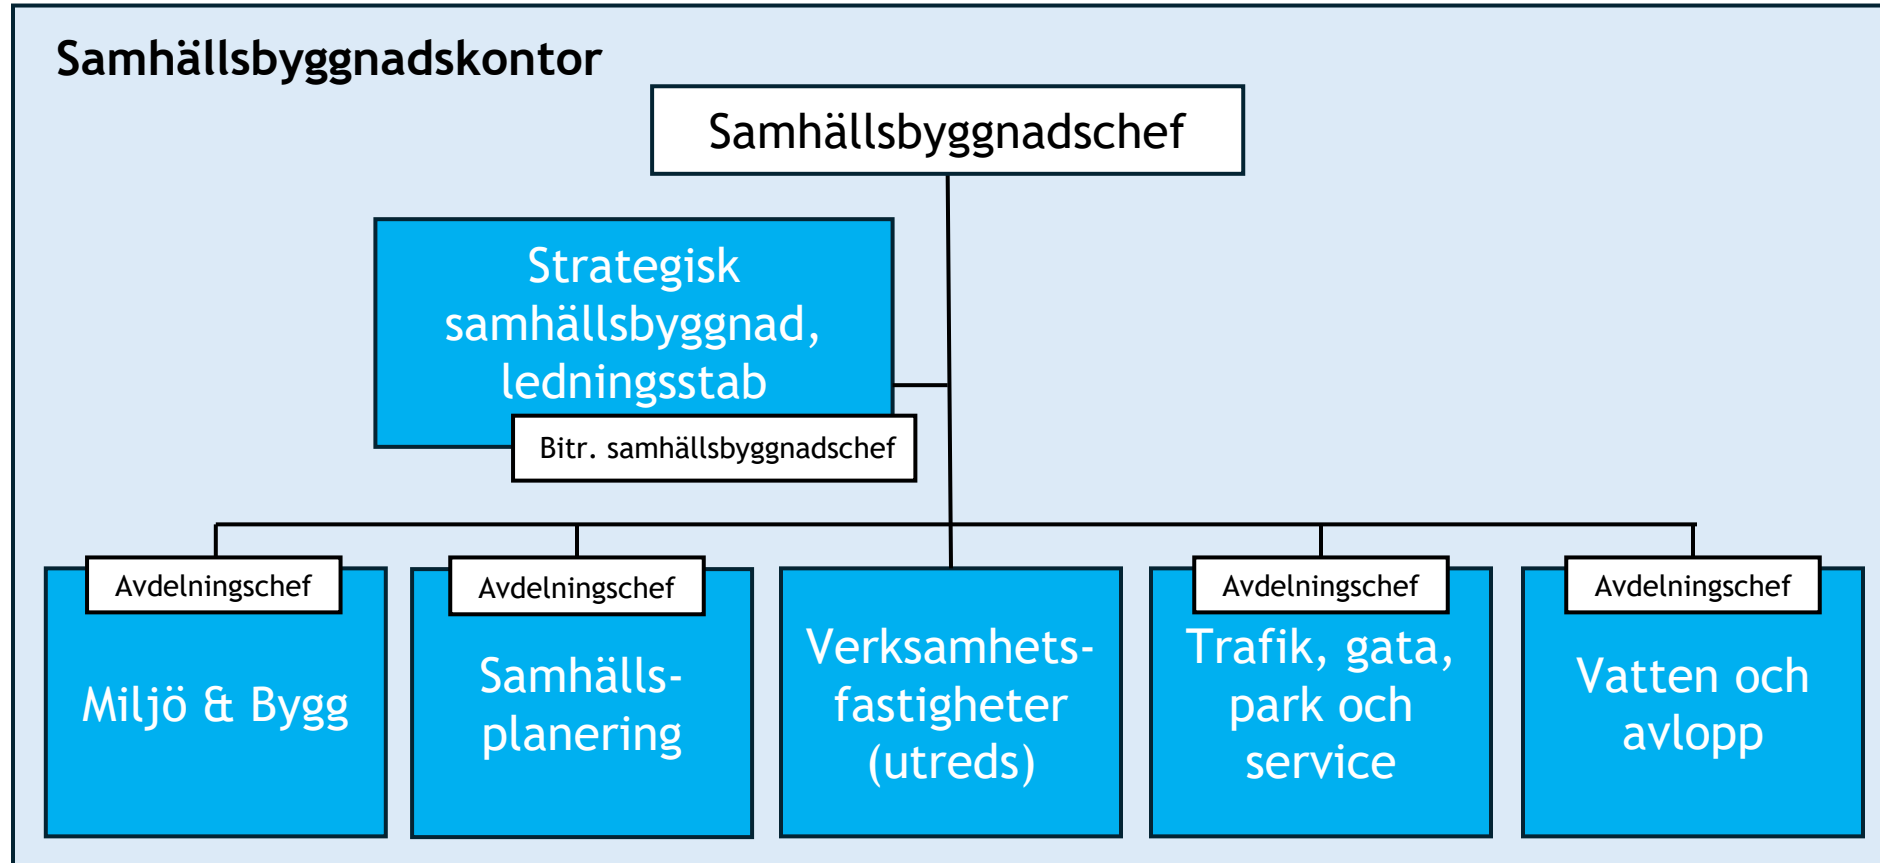 Samhällsbyggnadskontor
Samhällsbyggnadschef
Strategisk
samhällsbyggnad,
ledningsstab
Bitr. samhällsbyggnadschef
Avdelningschef
Miljö & Bygg
Avdelningschef
Samhälls-
planering
Verksamhets-
fastigheter
(utreds)
Avdelningschef
Trafik, gata,
park och
service
Avdelningschef
Vatten och
avlopp